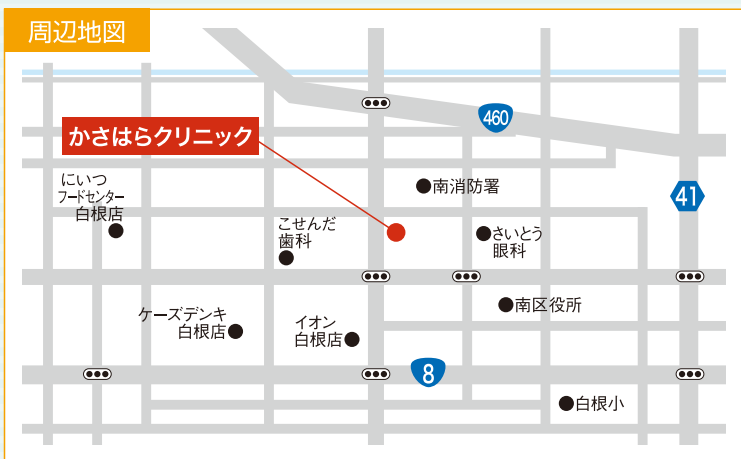 周辺地図
460
かさはらクリニック
にいつ
フードセンター
白根店
南消防署
41
こせんだ
歯科
さいとう
眼科
ケーズデンキ
白根店
イオン
白根店
南区役所
8
白根小